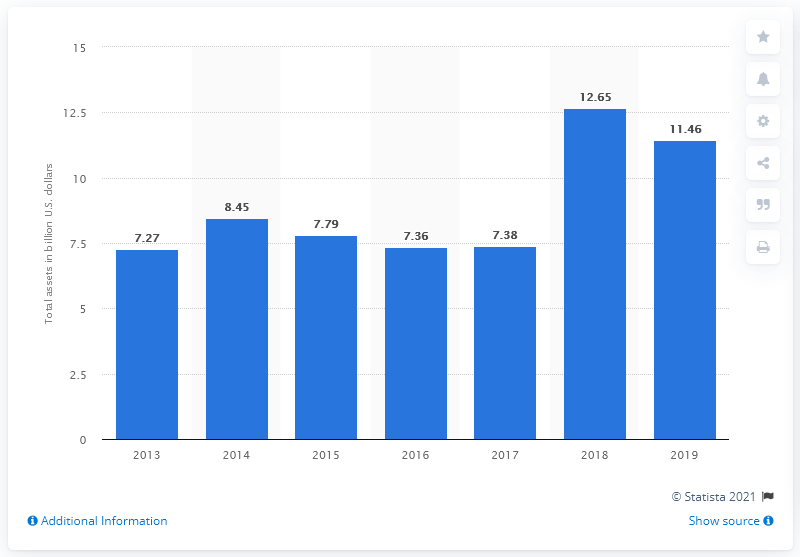 15
12.5
10
7.5
5
2.5
0
Total assets in billion U.S. dollars
7.27
8.45
7.79
7.36
7.38
12.65
11.46
2013 2014 2015 2016 2017 2018 2019
© Statista 2021
Additional Information
Show source